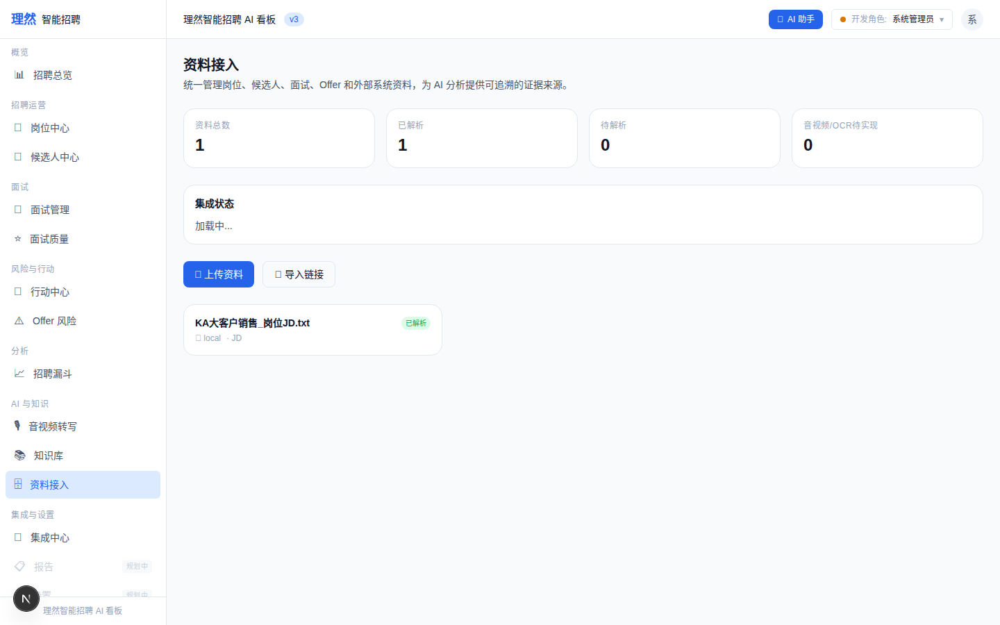 理然 智能招聘
理然智能招聘 AI 看板 v3
AI 助手
开发角色: 系统管理员
系
概览
招聘总览
招聘运营
岗位中心
候选人中心
面试
面试管理
面试质量
风险与行动
行动中心
Offer 风险
分析
招聘漏斗
AI 与知识
音视频转写
知识库
资料接入
集成与设置
集成中心
报告 规划中
置 规划中
理然智能招聘 AI 看板
资料接入
统一管理岗位、候选人、面试、Offer 和外部系统资料，为 AI 分析提供可追溯的证据来源。
资料总数
1
已解析
1
待解析
0
音视频/OCR待实现
0
集成状态
加载中...
上传资料
导入链接
KA大客户销售_岗位JD.txt 已解析
local · JD